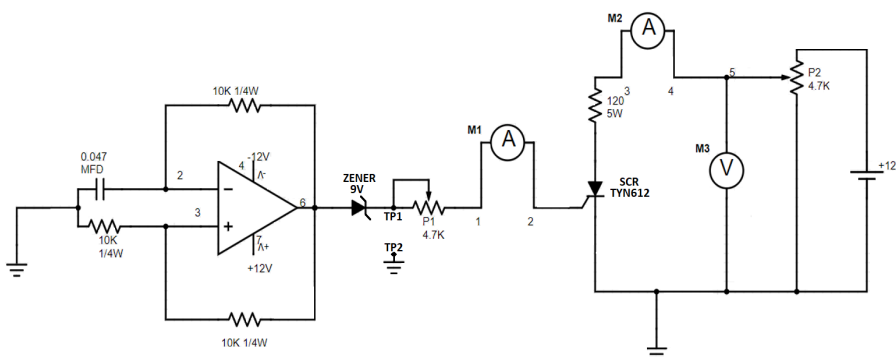 M2
A
10K 1/4W
0.047
MFD
2
4
-12V
V-
3
6
7
V+
+12V
10K
1/4W
10K 1/4W
ZENER
9V
TP1
P1
4.7K
TP2
M1
A
1
2
3
4
120
5W
SCR
TYN612
5
M3
V
P2
4.7K
+12